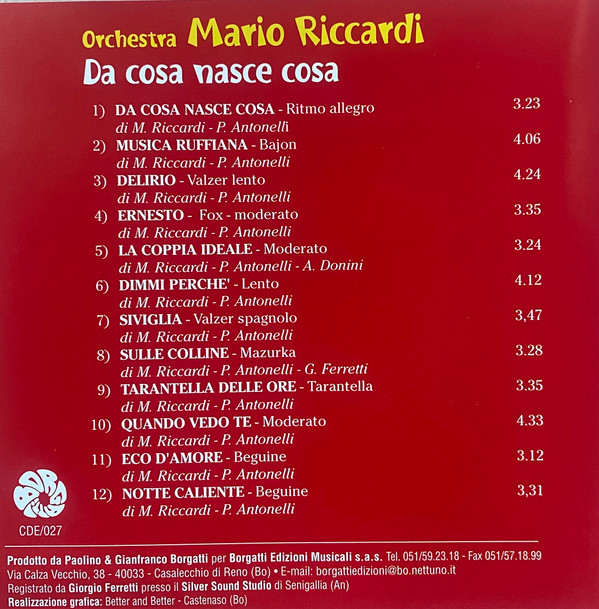 Orchestra Mario Riccardi
Da cosa nasce cosa
1) DA COSA NASCE COSA - Ritmo allegro 3.23
di M. Riccardi - P. Antonelli
2) MUSICA RUFFIANA - Bajon 4.06
di M. Riccardi - P. Antonelli
3) DELIRIO - Valzer lento 4.24
di M. Riccardi - P. Antonelli
4) ERNESTO - Fox - moderato 3.35
di M. Riccardi - P. Antonelli
5) LA COPPIA IDEALE - Moderato 3.24
di M. Riccardi - P. Antonelli - A. Donini
6) DIMMI PERCHE' - Lento 4.12
di M. Riccardi - P. Antonelli
7) SIVIGLIA - Valzer spagnolo 3,47
di M. Riccardi - P. Antonelli
8) SULLE COLLINE - Mazurka 3.28
di M. Riccardi - P. Antonelli - G. Ferretti
9) TARANTELLA DELLE ORE - Tarantella 3.35
di M. Riccardi - P. Antonelli
10) QUANDO VEDO TE - Moderato 4.33
di M. Riccardi - P. Antonelli
11) ECO D'AMORE - Beguine 3.12
di M. Riccardi - P. Antonelli
12) NOTTE CALIENTE - Beguine 3,31
di M. Riccardi - P. Antonelli
CDE/027
Prodotto da Paolino & Gianfranco Borgatti per Borgatti Edizioni Musicali s.a.s. Tel. 051/59.23.18 - Fax 051/57.18.99
Via Calza Vecchio, 38 - 40033 - Casalecchio di Reno (Bo) • E-mail: borgattiedizioni@bo.nettuno.it
Registrato da Giorgio Ferretti presso il Silver Sound Studio di Senigallia (An)
Realizzazione grafica: Better and Better - Castenaso (Bo)